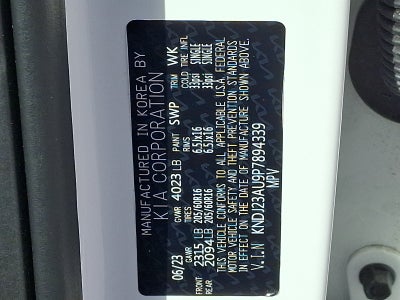 MANUFACTURED IN KOREA BY
KIA CORPORATION
06/23 GVWR 4023 LB PAINT SWP TRIM WK
TIRES RIMS COLD TIRE INFL
FRONT 2315 LB 205/60R16 6.5JX16 33PSI SINGLE
REAR 2094 LB 205/60R16 6.5JX16 33PSI SINGLE
THIS VEHICLE CONFORMS TO ALL APPLICABLE U.S.A. FEDERAL
MOTOR VEHICLE SAFETY AND THEFT PREVENTION STANDARDS
IN EFFECT ON THE DATE OF MANUFACTURE SHOWN ABOVE.
V.I.N KNDJ23AU9P7894339
MPV